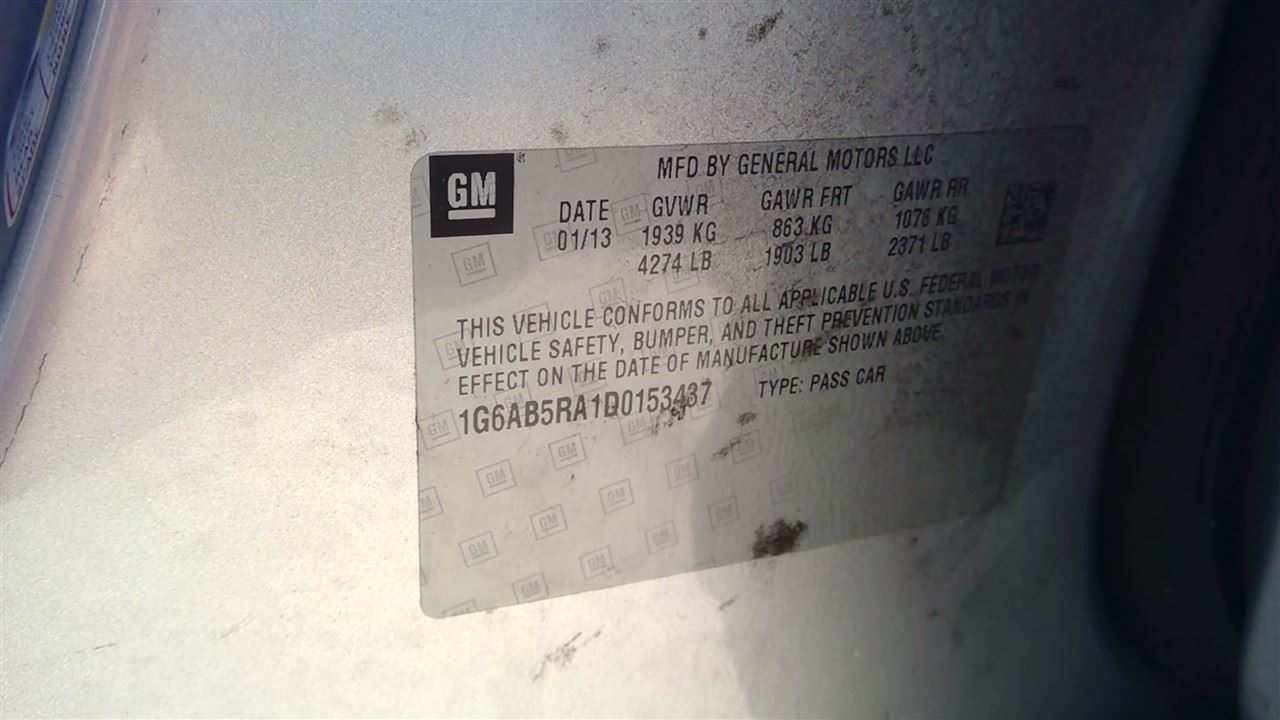 GM
MFD BY GENERAL MOTORS LLC
DATE GVWR GAWR FRT GAWR RR
01/13 1939 KG 863 KG 1076 KG
4274 LB 1903 LB 2371 LB
THIS VEHICLE CONFORMS TO ALL APPLICABLE U.S. FEDERAL MOTOR
VEHICLE SAFETY, BUMPER, AND THEFT PREVENTION STANDARDS IN
EFFECT ON THE DATE OF MANUFACTURE SHOWN ABOVE
1G6AB5RA1D0153437 TYPE: PASS CAR